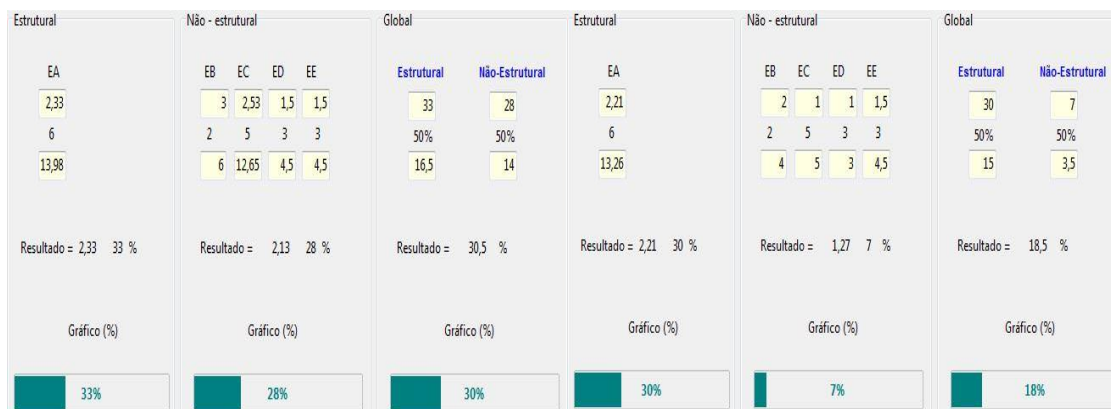 Estrutural
EA
2,33
6
13,98
Resultado = 2,33 33 %
Gráfico (%)
33%
Não - estrutural
EB EC ED EE
3 2,53 1,5 1,5
2 5 3 3
6 12,65 4,5 4,5
Resultado = 2,13 28 %
Gráfico (%)
28%
Global
Estrutural Não-Estrutural
33 28
50% 50%
16,5 14
Resultado = 30,5 %
Gráfico (%)
30%
Estrutural
EA
2,21
6
13,26
Resultado = 2,21 30 %
Gráfico (%)
30%
Não - estrutural
EB EC ED EE
2 1 1 1,5
2 5 3 3
4 5 3 4,5
Resultado = 1,27 7 %
Gráfico (%)
7%
Global
Estrutural Não-Estrutural
30 7
50% 50%
15 3,5
Resultado = 18,5 %
Gráfico (%)
18%